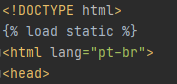 <!DOCTYPE html>
{% load static %}
<html lang="pt-br">
<head>